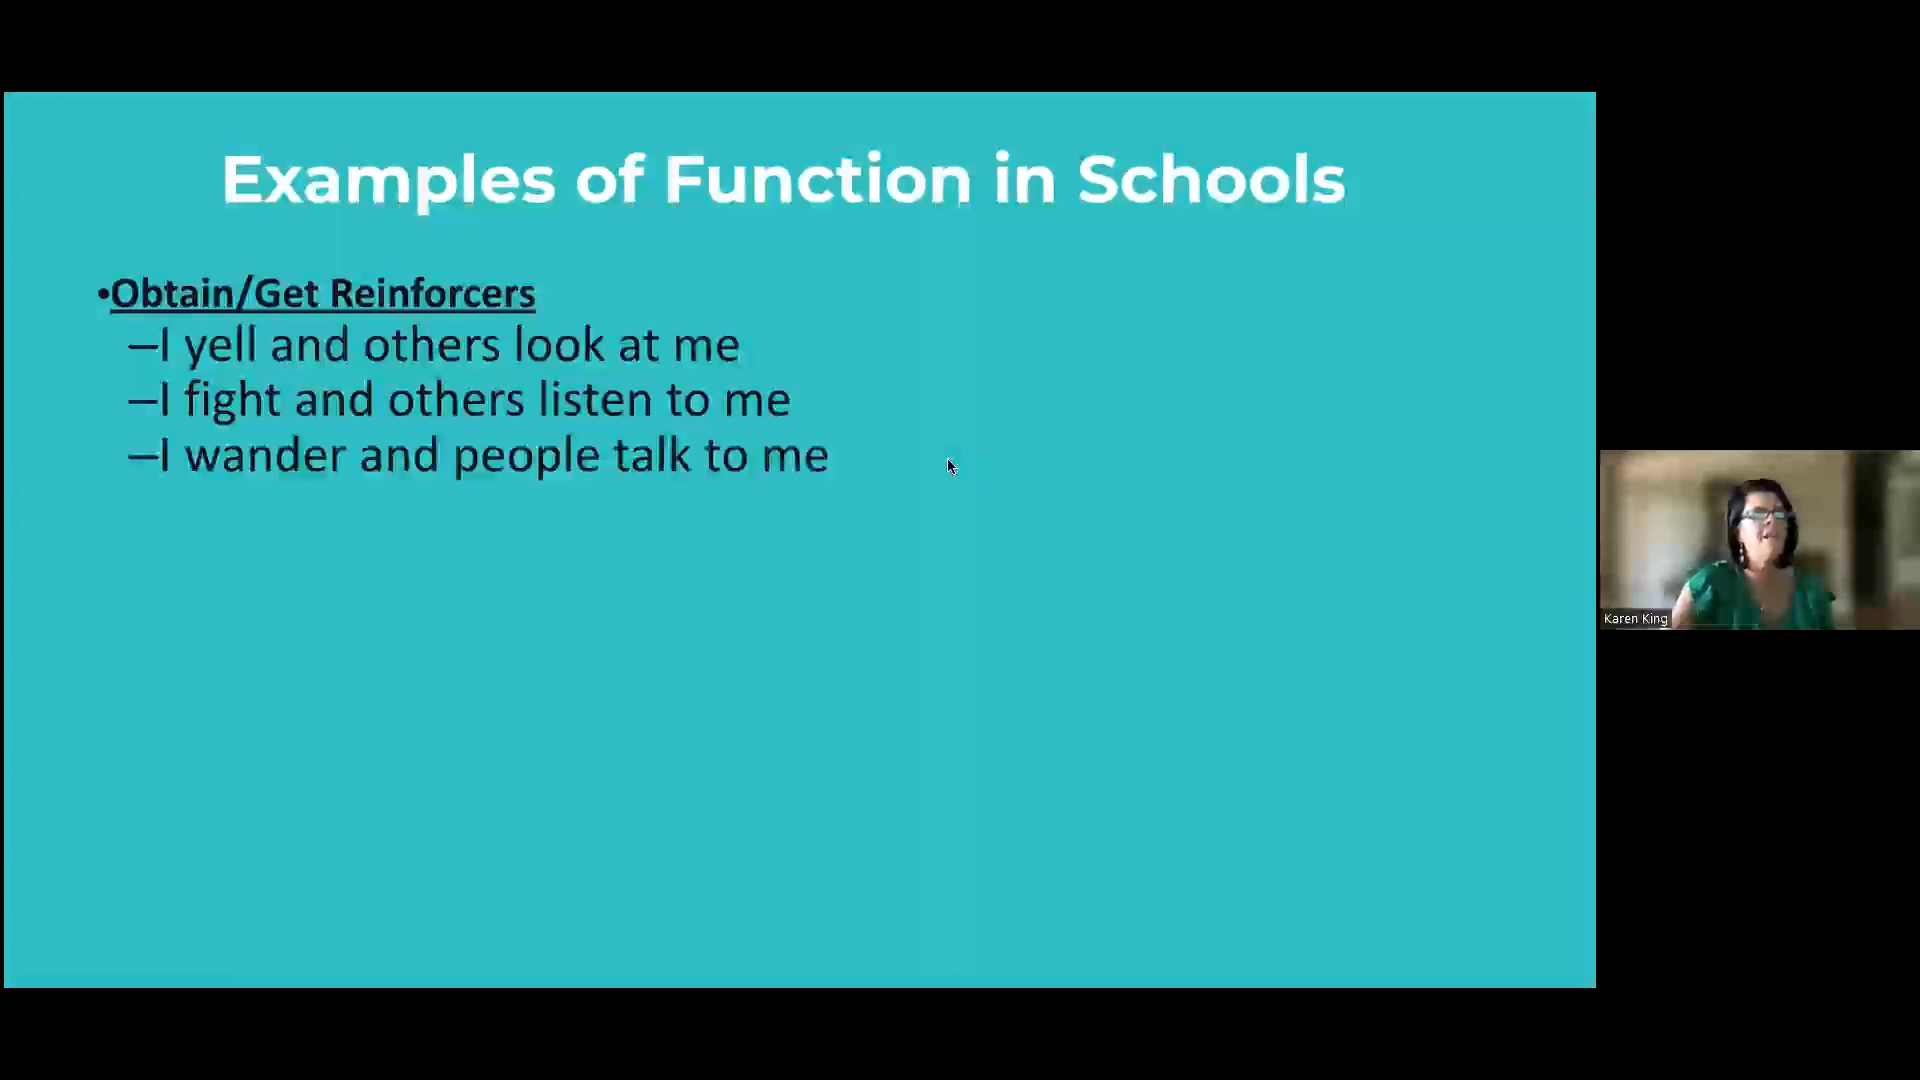 Examples of Function in Schools
•Obtain/Get Reinforcers
–I yell and others look at me
–I fight and others listen to me
–I wander and people talk to me
Karen King